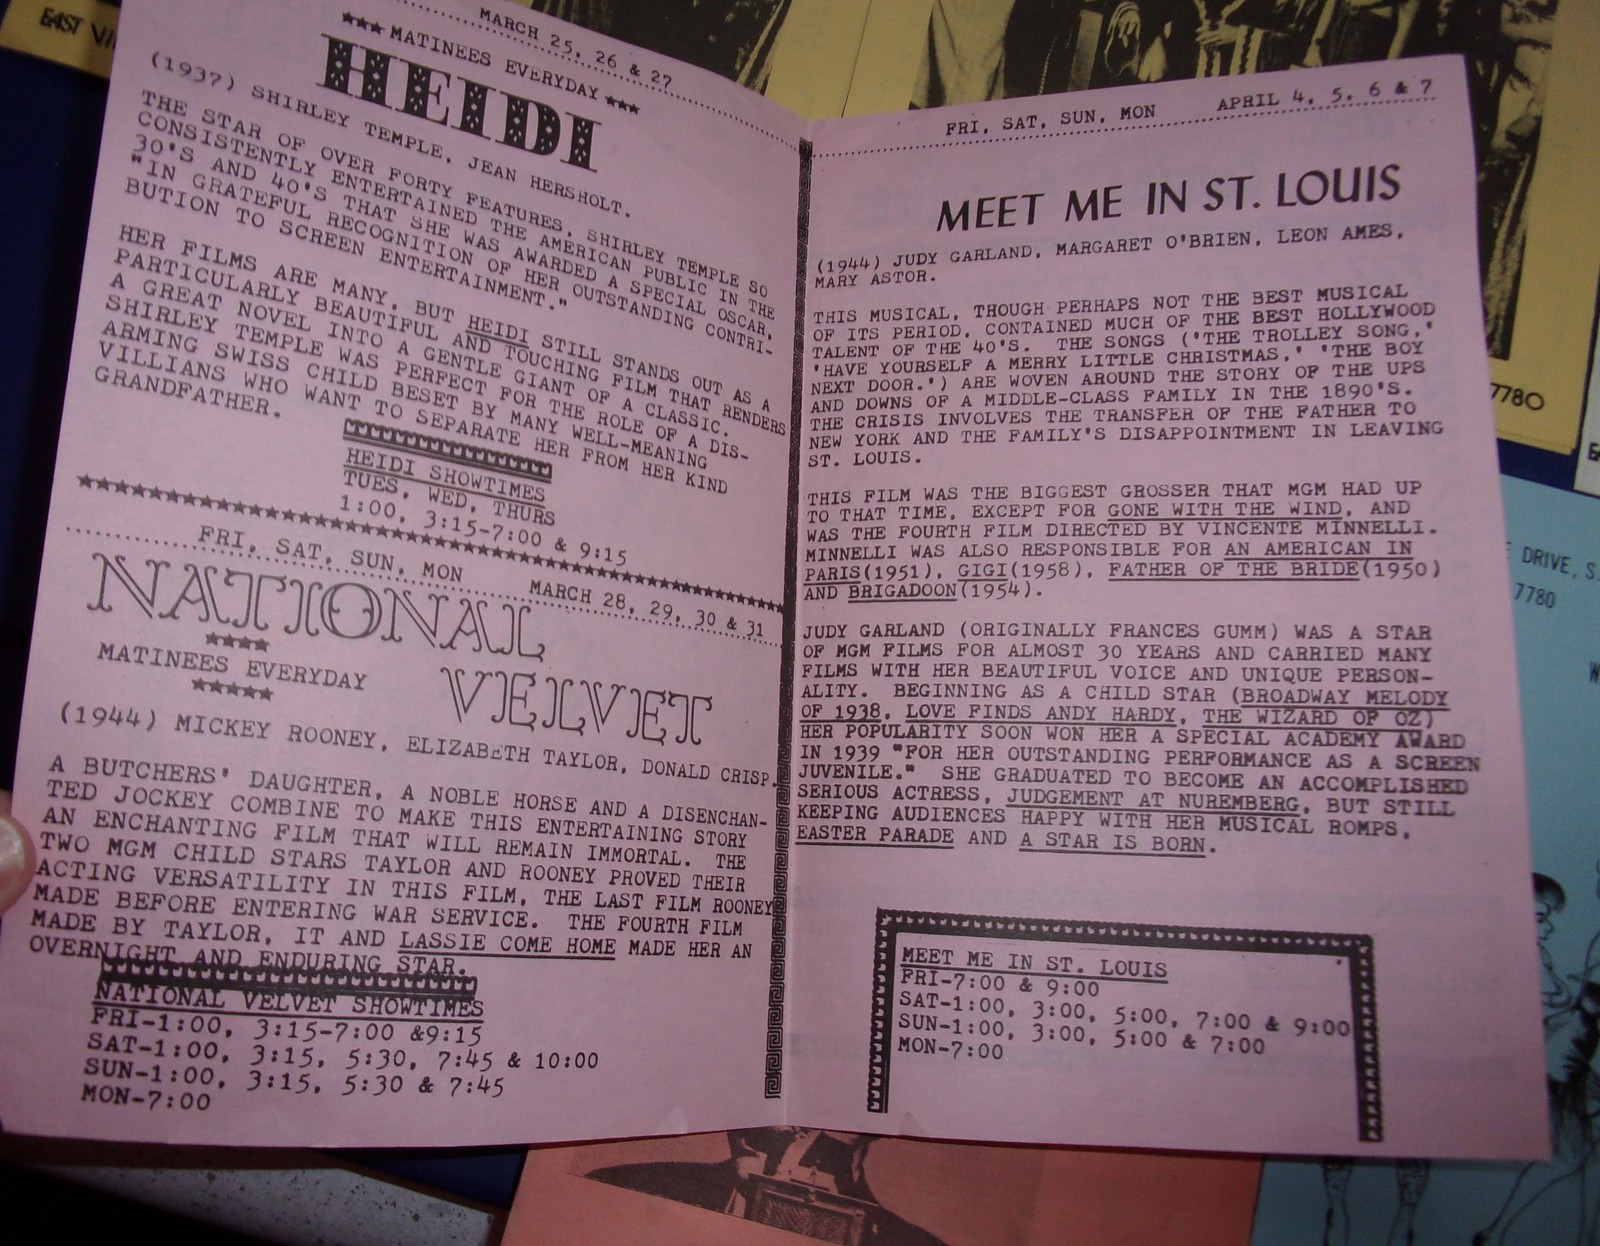 EAST
MARCH 25, 26 & 27
★★★ MATINEES EVERYDAY ★★★
HEIDI
(1937) SHIRLEY TEMPLE, JEAN HERSHOLT.
THE STAR OF OVER FORTY FEATURES, SHIRLEY TEMPLE SO
CONSISTENTLY ENTERTAINED THE AMERICAN PUBLIC IN THE
30'S AND 40'S THAT SHE WAS AWARDED A SPECIAL OSCAR,
"IN GRATEFUL RECOGNITION OF HER OUTSTANDING CONTRI-
BUTION TO SCREEN ENTERTAINMENT."
HER FILMS ARE MANY, BUT HEIDI STILL STANDS OUT AS A
PARTICULARLY BEAUTIFUL AND TOUCHING FILM THAT RENDERS
A GREAT NOVEL INTO A GENTLE GIANT OF A CLASSIC.
SHIRLEY TEMPLE WAS PERFECT FOR THE ROLE OF A DIS-
ARMING SWISS CHILD BESET BY MANY WELL-MEANING
VILLIANS WHO WANT TO SEPARATE HER FROM HER KIND
GRANDFATHER.
HEIDI SHOWTIMES
TUES, WED, THURS
1:00, 3:15-7:00 & 9:15
FRI, SAT, SUN, MON MARCH 28, 29, 30 & 31
NATIONAL
★★★★
MATINEES EVERYDAY
★★★★★
VELVET
(1944) MICKEY ROONEY, ELIZABETH TAYLOR, DONALD CRISP.
A BUTCHERS' DAUGHTER, A NOBLE HORSE AND A DISENCHAN-
TED JOCKEY COMBINE TO MAKE THIS ENTERTAINING STORY
AN ENCHANTING FILM THAT WILL REMAIN IMMORTAL. THE
TWO MGM CHILD STARS TAYLOR AND ROONEY PROVED THEIR
ACTING VERSATILITY IN THIS FILM, THE LAST FILM ROONEY
MADE BEFORE ENTERING WAR SERVICE. THE FOURTH FILM
MADE BY TAYLOR, IT AND LASSIE COME HOME MADE HER AN
OVERNIGHT AND ENDURING STAR.
NATIONAL VELVET SHOWTIMES
FRI-1:00, 3:15-7:00 &9:15
SAT-1:00, 3:15, 5:30, 7:45 & 10:00
SUN-1:00, 3:15, 5:30 & 7:45
MON-7:00
FRI, SAT, SUN, MON APRIL 4, 5, 6 & 7
MEET ME IN ST. LOUIS
(1944) JUDY GARLAND, MARGARET O'BRIEN, LEON AMES,
MARY ASTOR.
THIS MUSICAL, THOUGH PERHAPS NOT THE BEST MUSICAL
OF ITS PERIOD, CONTAINED MUCH OF THE BEST HOLLYWOOD
TALENT OF THE 40'S. THE SONGS ('THE TROLLEY SONG,'
'HAVE YOURSELF A MERRY LITTLE CHRISTMAS,' 'THE BOY
NEXT DOOR.') ARE WOVEN AROUND THE STORY OF THE UPS
AND DOWNS OF A MIDDLE-CLASS FAMILY IN THE 1890'S.
THE CRISIS INVOLVES THE TRANSFER OF THE FATHER TO
NEW YORK AND THE FAMILY'S DISAPPOINTMENT IN LEAVING
ST. LOUIS.
THIS FILM WAS THE BIGGEST GROSSER THAT MGM HAD UP
TO THAT TIME, EXCEPT FOR GONE WITH THE WIND, AND
WAS THE FOURTH FILM DIRECTED BY VINCENTE MINNELLI.
MINNELLI WAS ALSO RESPONSIBLE FOR AN AMERICAN IN
PARIS(1951), GIGI(1958), FATHER OF THE BRIDE(1950)
AND BRIGADOON(1954).
JUDY GARLAND (ORIGINALLY FRANCES GUMM) WAS A STAR
OF MGM FILMS FOR ALMOST 30 YEARS AND CARRIED MANY
FILMS WITH HER BEAUTIFUL VOICE AND UNIQUE PERSON-
ALITY. BEGINNING AS A CHILD STAR (BROADWAY MELODY
OF 1938, LOVE FINDS ANDY HARDY, THE WIZARD OF OZ)
HER POPULARITY SOON WON HER A SPECIAL ACADEMY AWARD
IN 1939 "FOR HER OUTSTANDING PERFORMANCE AS A SCREEN
JUVENILE." SHE GRADUATED TO BECOME AN ACCOMPLISHED
SERIOUS ACTRESS, JUDGEMENT AT NUREMBERG, BUT STILL
KEEPING AUDIENCES HAPPY WITH HER MUSICAL ROMPS,
EASTER PARADE AND A STAR IS BORN.
MEET ME IN ST. LOUIS
FRI-7:00 & 9:00
SAT-1:00, 3:00, 5:00, 7:00 & 9:00
SUN-1:00, 3:00, 5:00 & 7:00
MON-7:00
7780
DRIVE, S.
7780